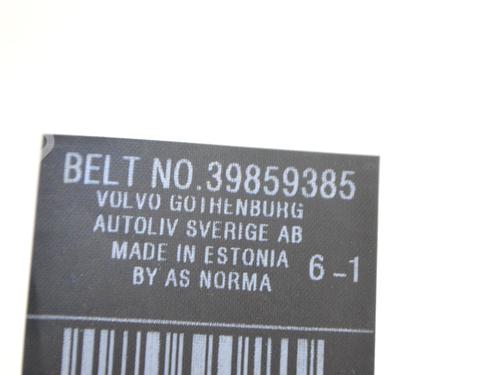 BELT NO.39859385
VOLVO GOTHENBURG
AUTOLIV SVERIGE AB
MADE IN ESTONIA 6-1
BY AS NORMA